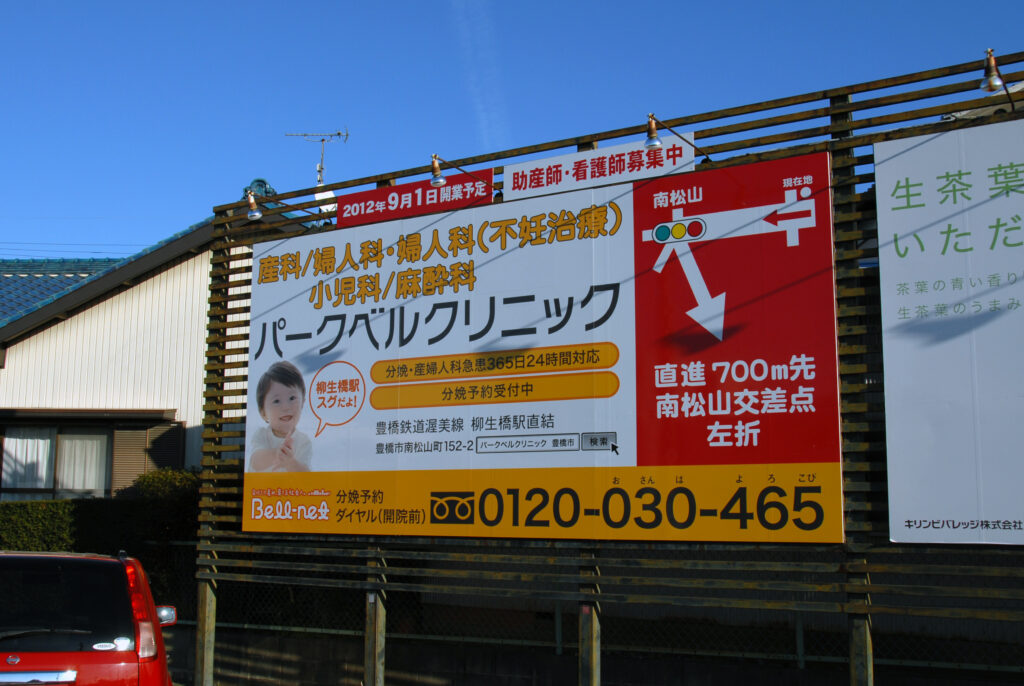 2012年9月1日開業予定
助産師・看護師募集中
産科/婦人科・婦人科(不妊治療)
小児科/麻酔科
パークベルクリニック
分娩・産婦人科急患365日24時間対応
分娩予約受付中
柳生橋駅
スグだよ!
豊橋鉄道渥美線 柳生橋駅直結
豊橋市南松山町152-2
パークベルクリニック 豊橋市
検索
Bell-net
分娩予約
ダイヤル(開院前)
お さん は よ ろ こび
0120-030-465
南松山
現在地
直進700m先
南松山交差点
左折
生茶葉
いただ
茶葉の青い香り
生茶葉のうまみ
キリンビバレッジ株式会社